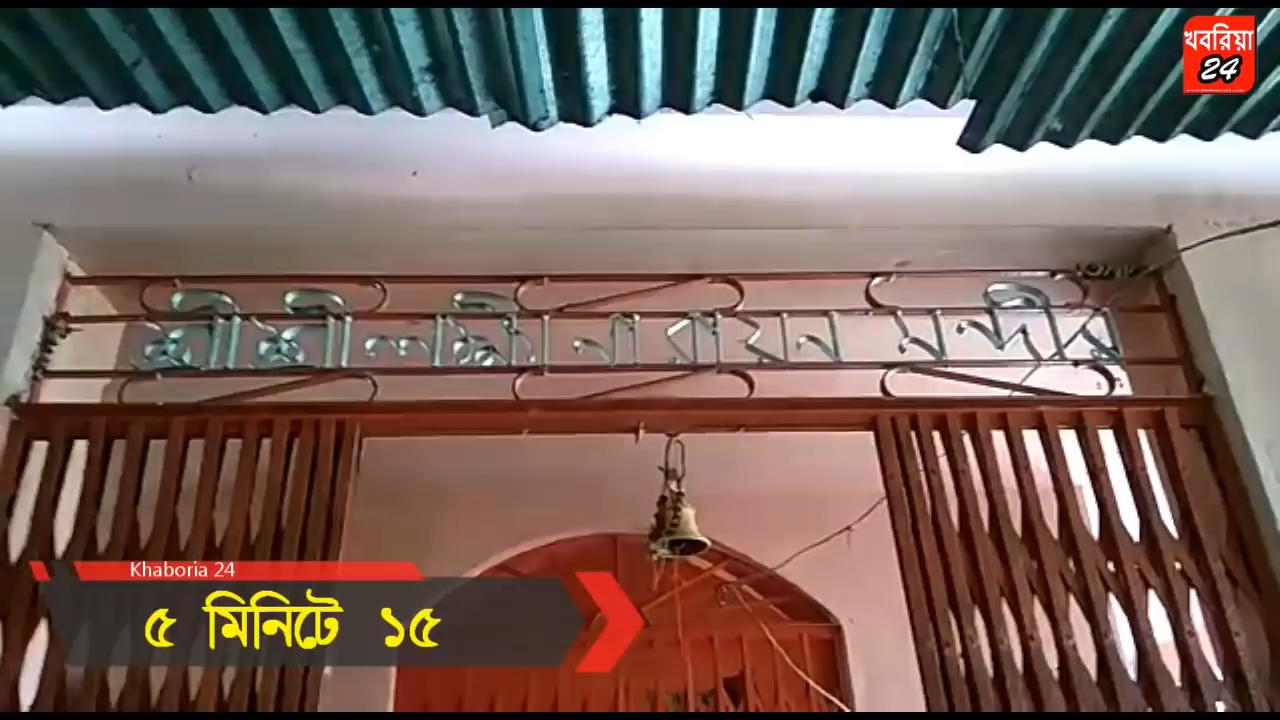 খবরিয়া
24
শ্রীশ্রী লক্ষ্মী নারায়ন মন্দীর
Khaboria 24
৫ মিনিটে ১৫